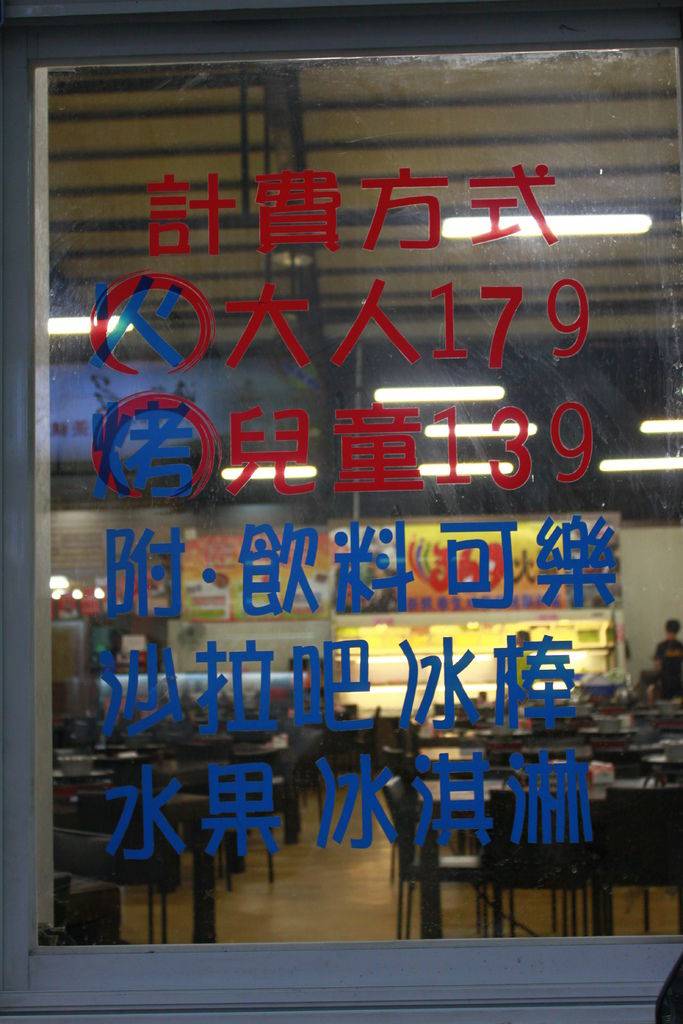 計費方式
火 大人179
烤 兒童139
附·飲料 可樂
沙拉吧 冰棒
水果 冰淇淋